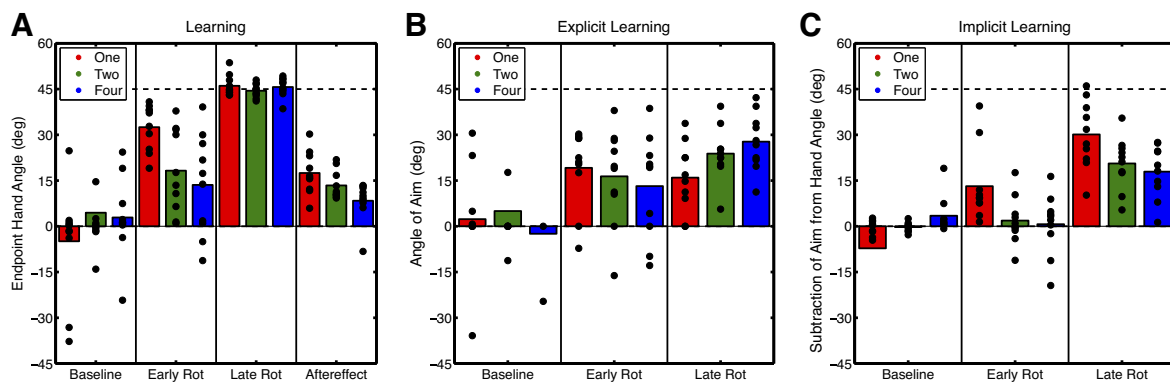 A
Learning
Endpoint Hand Angle (deg)
60
45
30
15
0
−15
−30
−45
One
Two
Four
Baseline
Early Rot
Late Rot
Aftereffect
B
Explicit Learning
Angle of Aim (deg)
60
45
30
15
0
−15
−30
−45
One
Two
Four
Baseline
Early Rot
Late Rot
C
Implicit Learning
Subtraction of Aim from Hand Angle (deg)
60
45
30
15
0
−15
−30
−45
One
Two
Four
Baseline
Early Rot
Late Rot